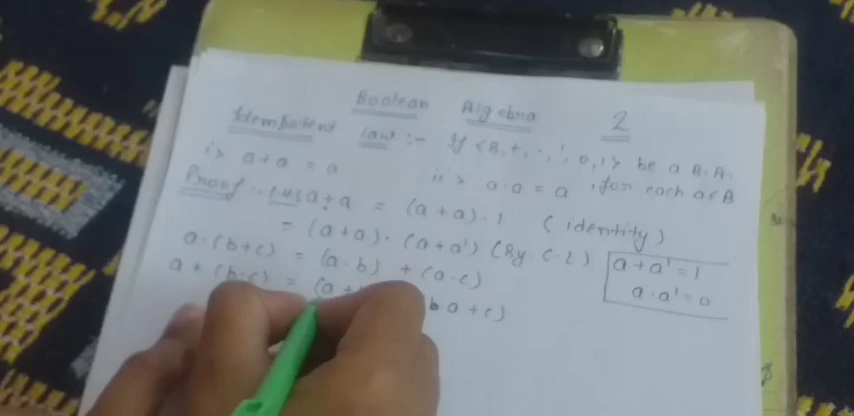 Boolean Algebra 2
Idempotent Law :- If <B, +, ·, ', 0, 1> be a B.A.
i> a + a = a ii> a · a = a , for each a ∈ B
Proof :- LHS a + a = (a + a) · 1 (identity)
= (a + a) · (a + a') (By C.L)
a + a' = 1
a · a' = 0
a · (b + c) = (a · b) + (a · c)
a + (b · c) = (a + b a + c)